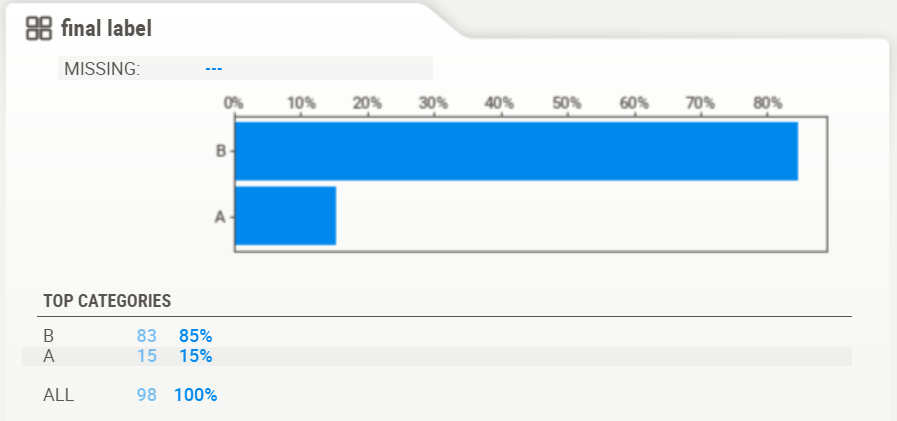 final label
MISSING: ---
0% 10% 20% 30% 40% 50% 60% 70% 80%
B
A
TOP CATEGORIES
B 83 85%
A 15 15%
ALL 98 100%